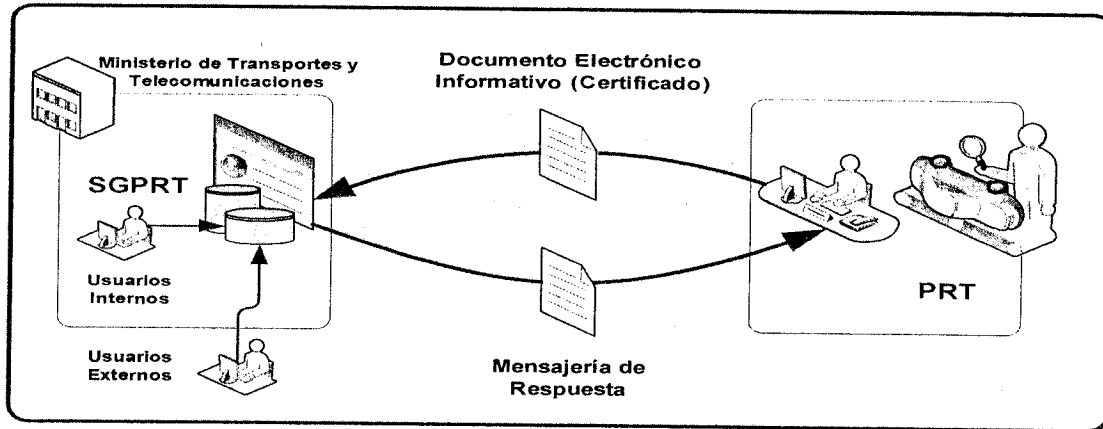 Ministerio de Transportes y
Telecomunicaciones
Documento Electrónico
Informativo (Certificado)
SGPRT
Usuarios
Internos
Usuarios
Externos
Mensajería de
Respuesta
PRT